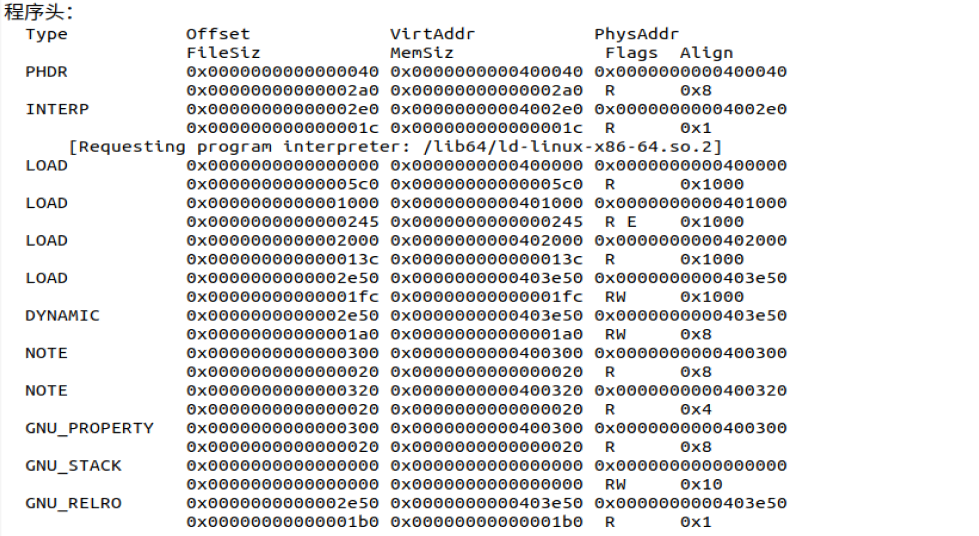 程序头:
Type Offset VirtAddr PhysAddr
FileSiz MemSiz Flags Align
PHDR 0x0000000000000040 0x0000000000400040 0x0000000000400040
0x00000000000002a0 0x00000000000002a0 R 0x8
INTERP 0x00000000000002e0 0x00000000004002e0 0x00000000004002e0
0x000000000000001c 0x000000000000001c R 0x1
[Requesting program interpreter: /lib64/ld-linux-x86-64.so.2]
LOAD 0x0000000000000000 0x0000000000400000 0x0000000000400000
0x00000000000005c0 0x00000000000005c0 R 0x1000
LOAD 0x0000000000001000 0x0000000000401000 0x0000000000401000
0x0000000000000245 0x0000000000000245 R E 0x1000
LOAD 0x0000000000002000 0x0000000000402000 0x0000000000402000
0x000000000000013c 0x000000000000013c R 0x1000
LOAD 0x0000000000002e50 0x0000000000403e50 0x0000000000403e50
0x00000000000001fc 0x00000000000001fc RW 0x1000
DYNAMIC 0x0000000000002e50 0x0000000000403e50 0x0000000000403e50
0x00000000000001a0 0x00000000000001a0 RW 0x8
NOTE 0x0000000000000300 0x0000000000400300 0x0000000000400300
0x0000000000000020 0x0000000000000020 R 0x8
NOTE 0x0000000000000320 0x0000000000400320 0x0000000000400320
0x0000000000000020 0x0000000000000020 R 0x4
GNU_PROPERTY 0x0000000000000300 0x0000000000400300 0x0000000000400300
0x0000000000000020 0x0000000000000020 R 0x8
GNU_STACK 0x0000000000000000 0x0000000000000000 0x0000000000000000
0x0000000000000000 0x0000000000000000 RW 0x10
GNU_RELRO 0x0000000000002e50 0x0000000000403e50 0x0000000000403e50
0x00000000000001b0 0x00000000000001b0 R 0x1